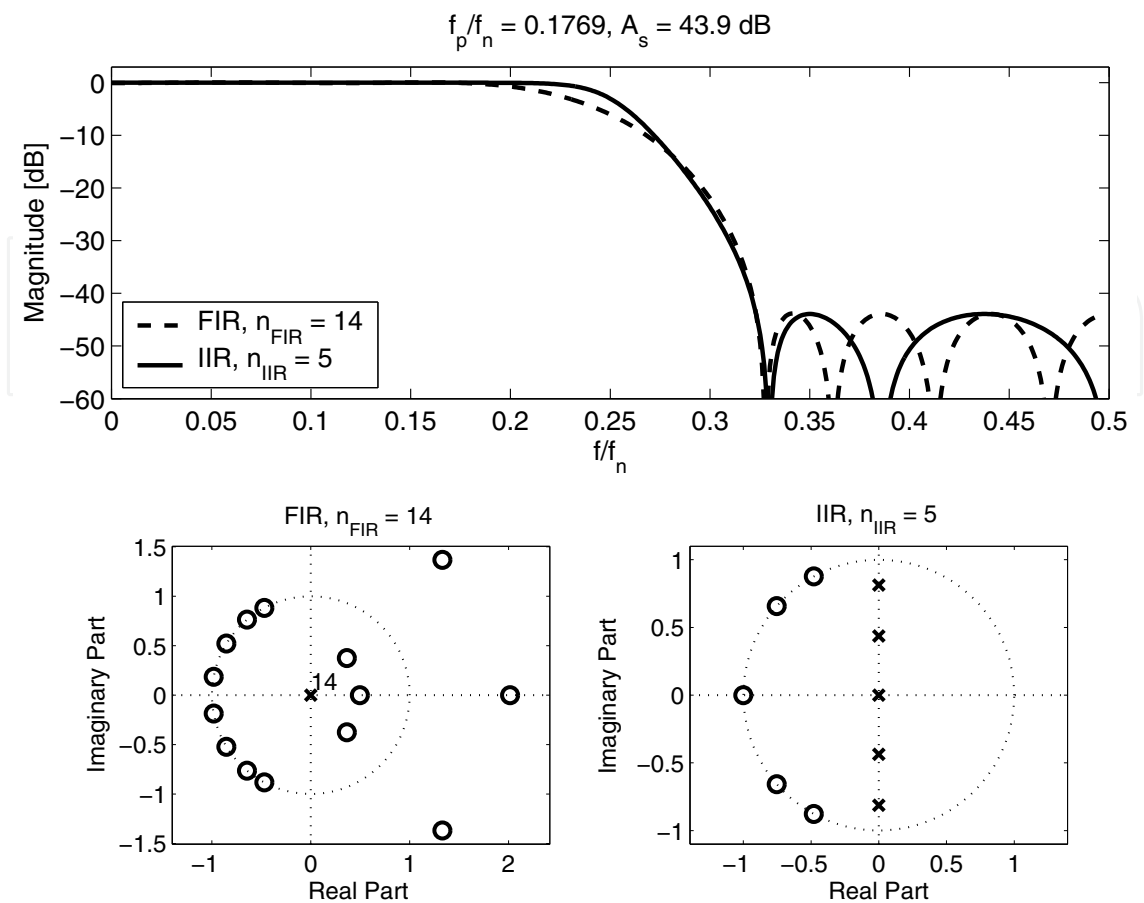 f_p/f_n = 0.1769, A_s = 43.9 dB
0
−10
−20
−30
−40
−50
−60
Magnitude [dB]
FIR, n_FIR = 14
IIR, n_IIR = 5
0 0.05 0.1 0.15 0.2 0.25 0.3 0.35 0.4 0.45 0.5
f/f_n
FIR, n_FIR = 14
1.5
1
0.5
0
−0.5
−1
−1.5
Imaginary Part
14
−1 0 1 2
Real Part
IIR, n_IIR = 5
1
0.5
0
−0.5
−1
Imaginary Part
−1 −0.5 0 0.5 1
Real Part